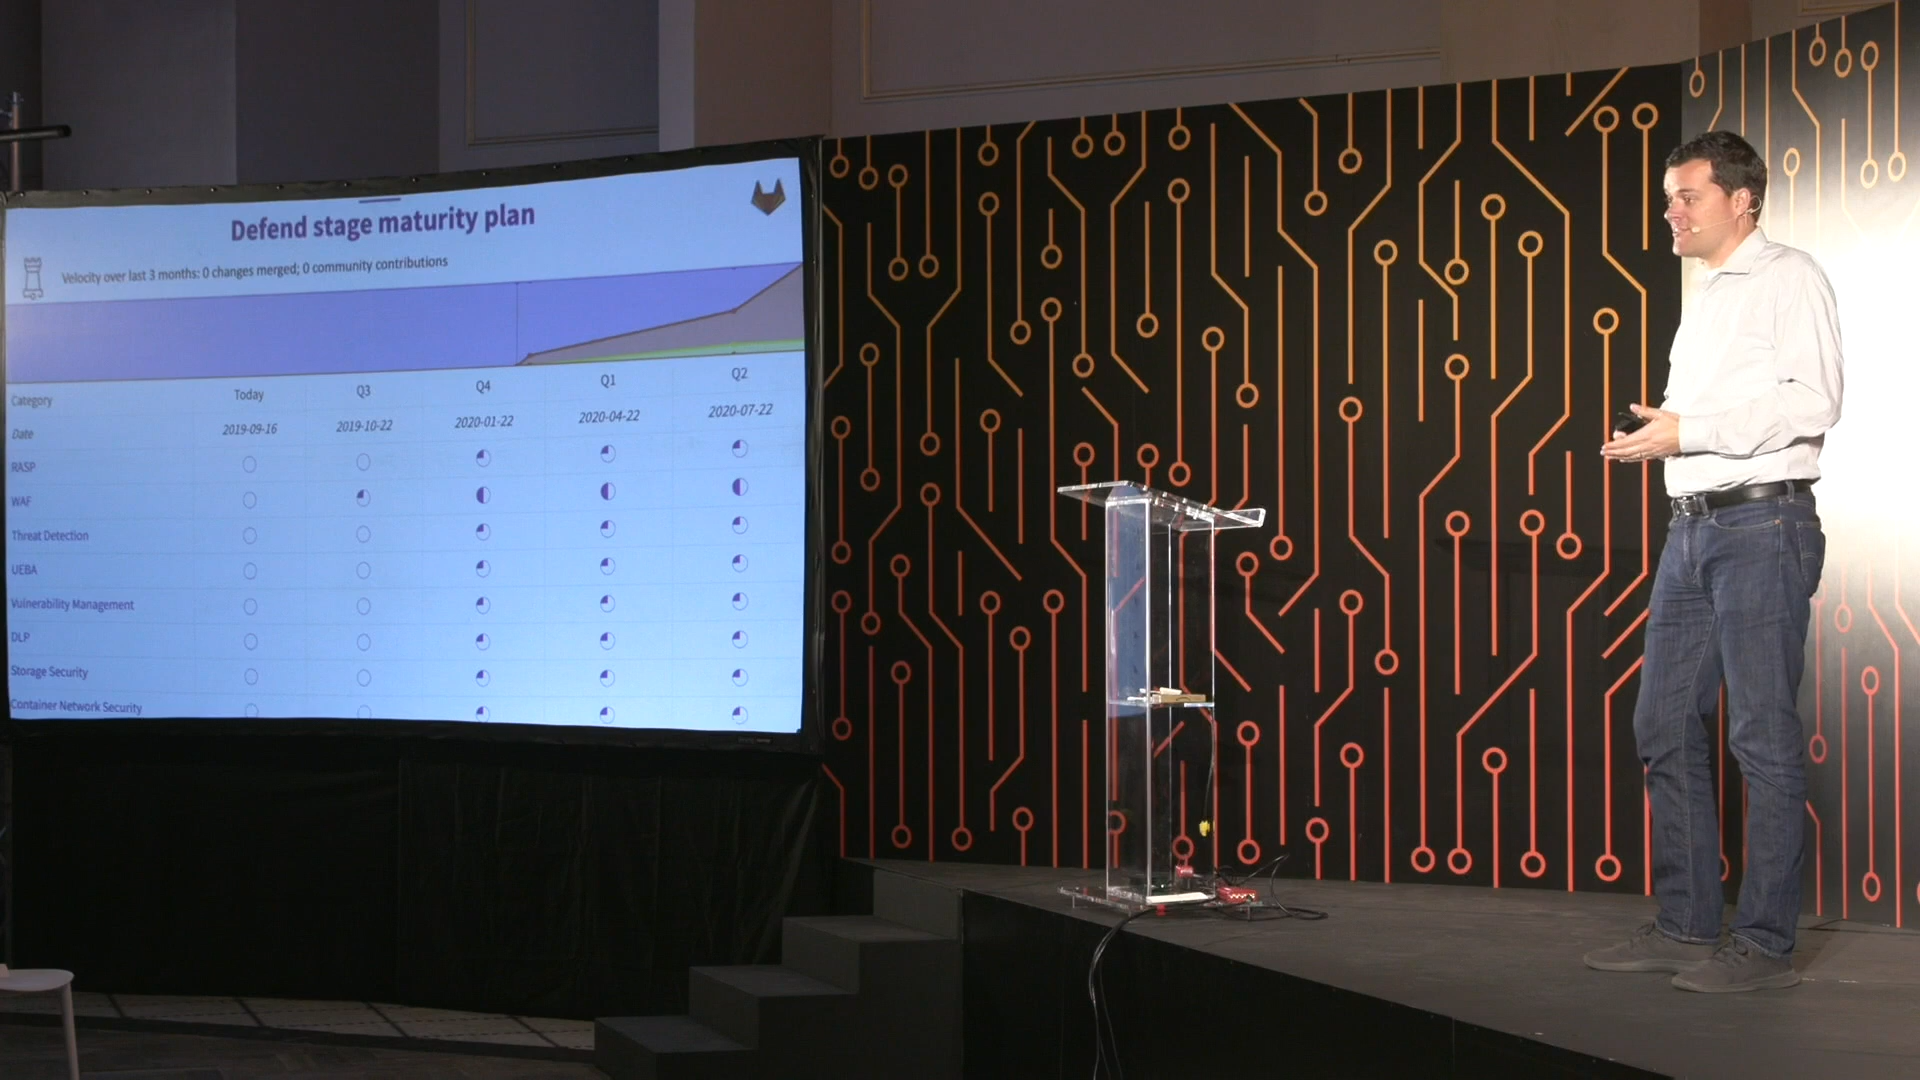 Defend stage maturity plan
Velocity over last 3 months: 0 changes merged; 0 community contributions
Category Today Q3 Q4 Q1 Q2
Date 2019-09-16 2019-10-22 2020-01-22 2020-04-22 2020-07-22
RASP
WAF
Threat Detection
UEBA
Vulnerability Management
DLP
Storage Security
Container Network Security